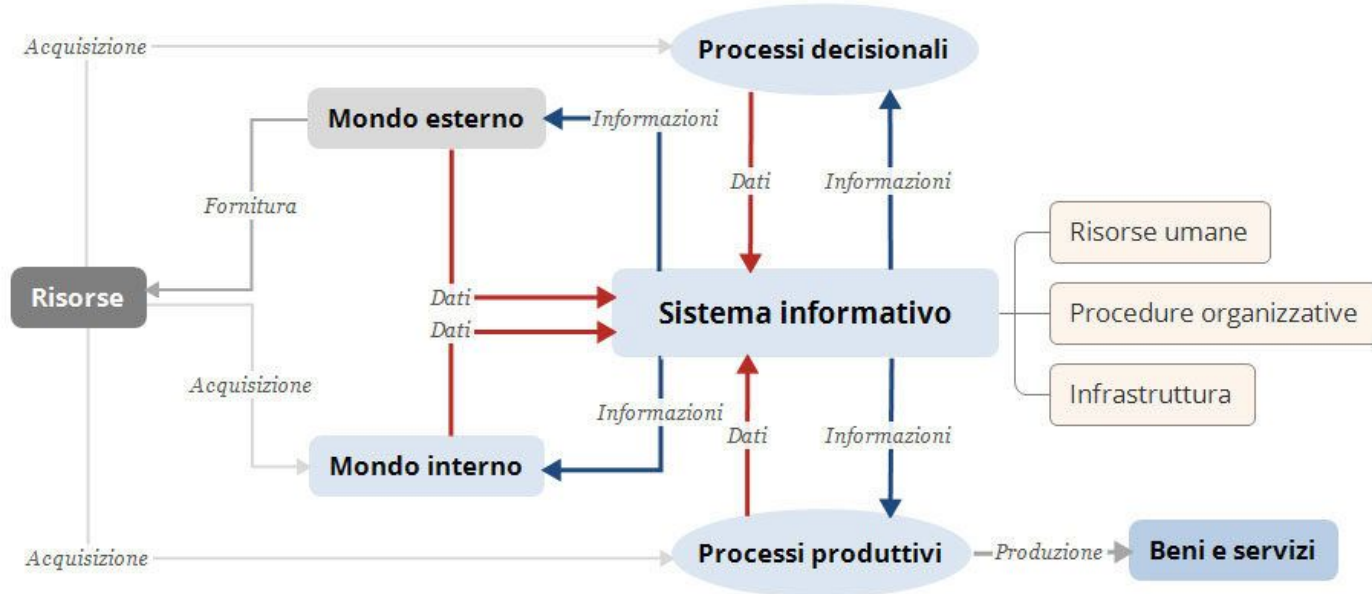 Acquisizione
Processi decisionali
Mondo esterno
Informazioni
Dati
Informazioni
Fornitura
Risorse umane
Risorse
Dati
Sistema informativo
Procedure organizzative
Dati
Acquisizione
Informazioni
Dati
Informazioni
Infrastruttura
Mondo interno
Acquisizione
Processi produttivi
Produzione
Beni e servizi